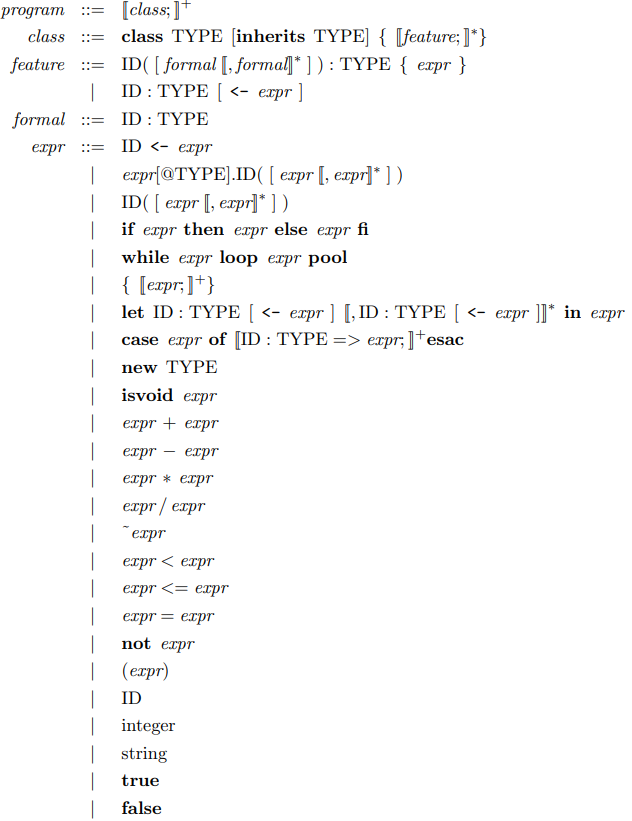 program ::= ⟦class;⟧⁺
class ::= class TYPE [inherits TYPE] { ⟦feature;⟧*}
feature ::= ID( [ formal ⟦,formal⟧* ] ) : TYPE { expr }
| ID : TYPE [ <- expr ]
formal ::= ID : TYPE
expr ::= ID <- expr
| expr[@TYPE].ID( [ expr ⟦, expr⟧* ] )
| ID( [ expr ⟦, expr⟧* ] )
| if expr then expr else expr fi
| while expr loop expr pool
| { ⟦expr;⟧⁺}
| let ID : TYPE [ <- expr ] ⟦, ID : TYPE [ <- expr ]⟧* in expr
| case expr of ⟦ID : TYPE => expr;⟧⁺esac
| new TYPE
| isvoid expr
| expr + expr
| expr − expr
| expr ∗ expr
| expr / expr
| ˜expr
| expr < expr
| expr <= expr
| expr = expr
| not expr
| (expr)
| ID
| integer
| string
| true
| false